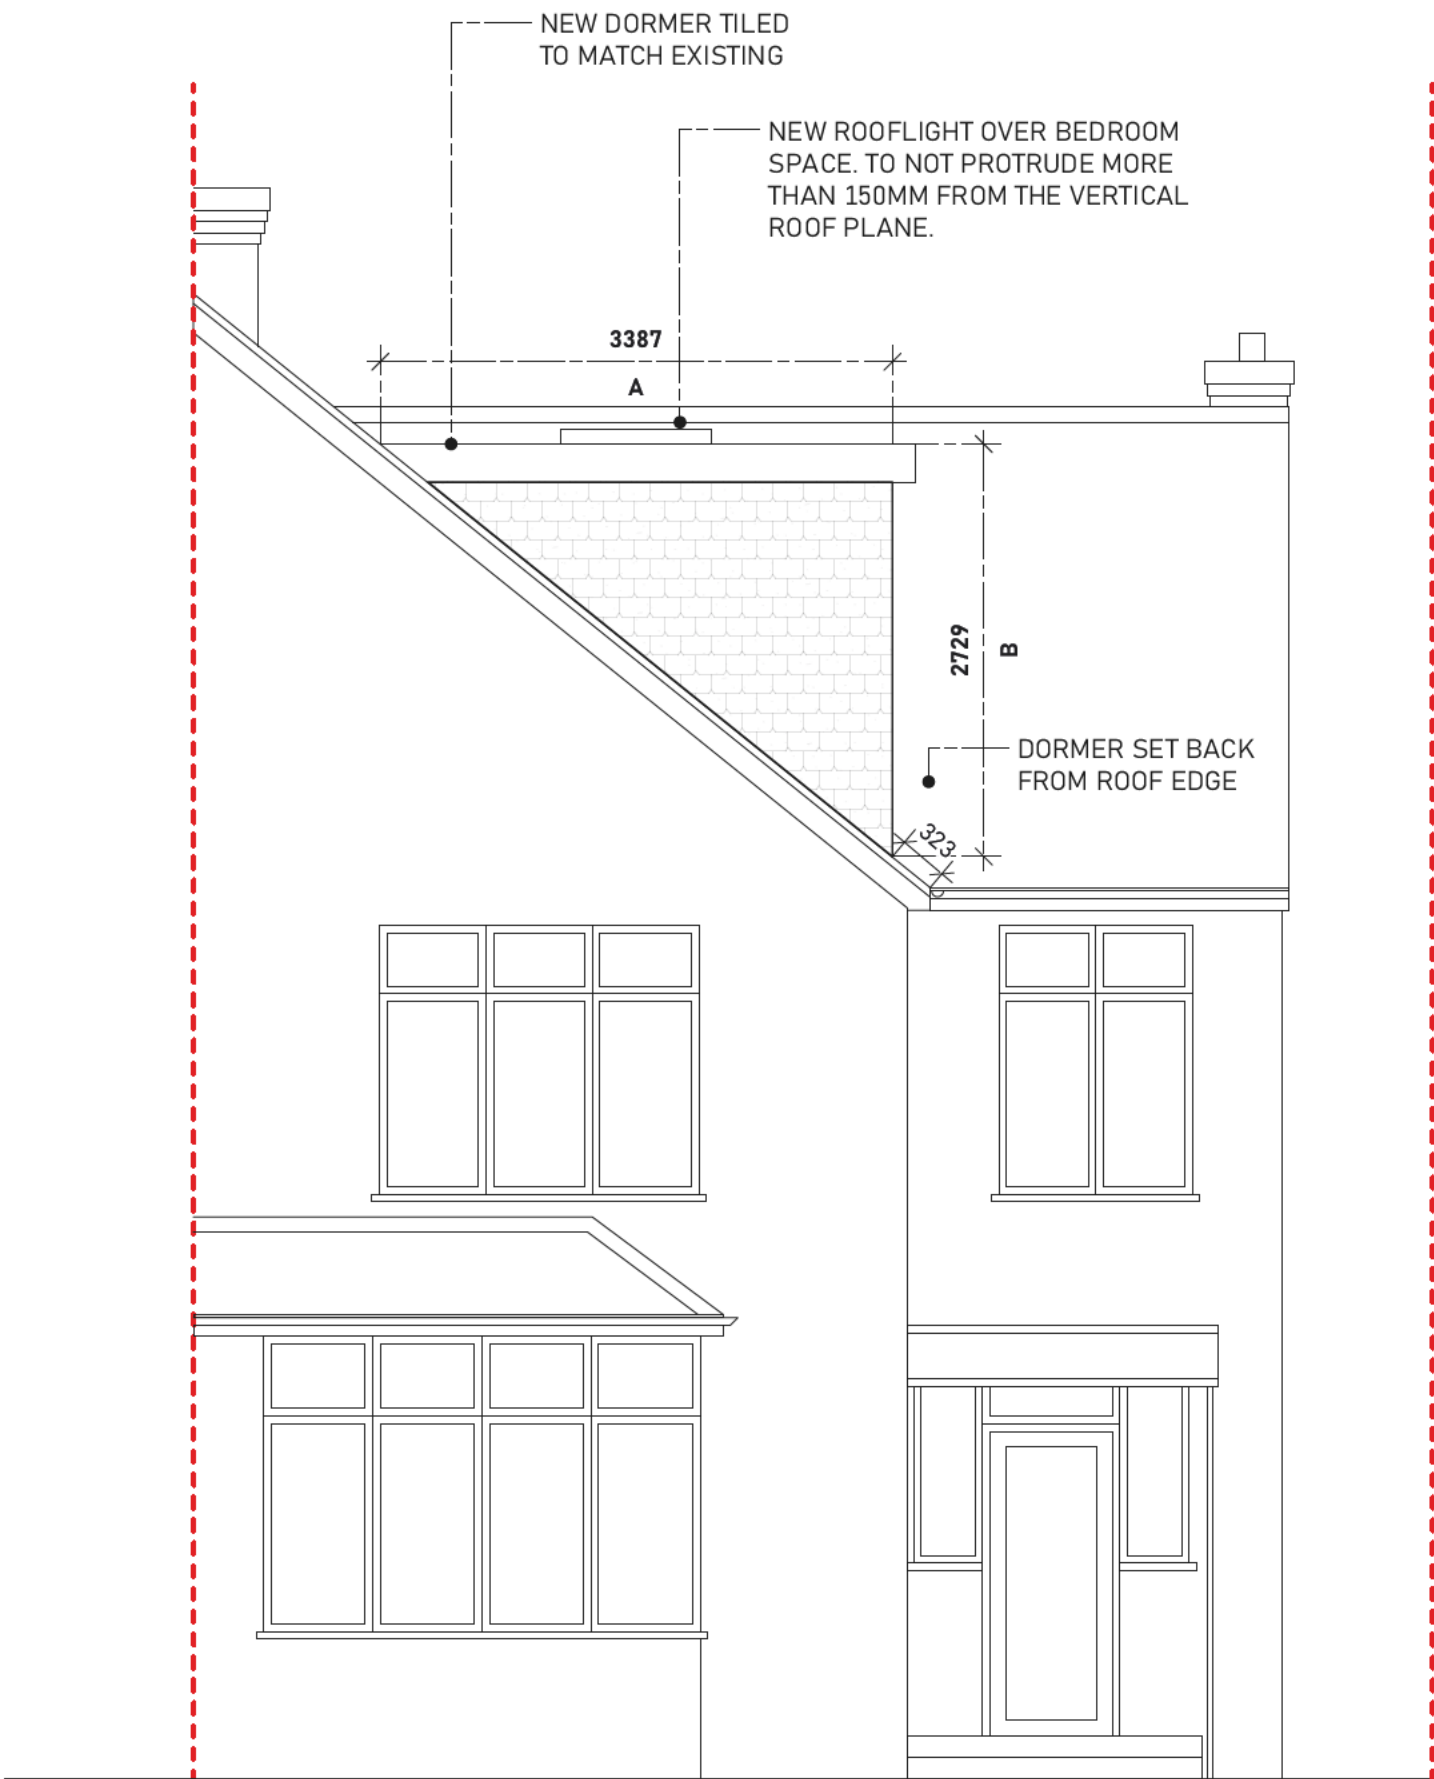 NEW DORMER TILED
TO MATCH EXISTING
NEW ROOFLIGHT OVER BEDROOM
SPACE. TO NOT PROTRUDE MORE
THAN 150MM FROM THE VERTICAL
ROOF PLANE.
3387
A
2729
B
DORMER SET BACK
FROM ROOF EDGE
323